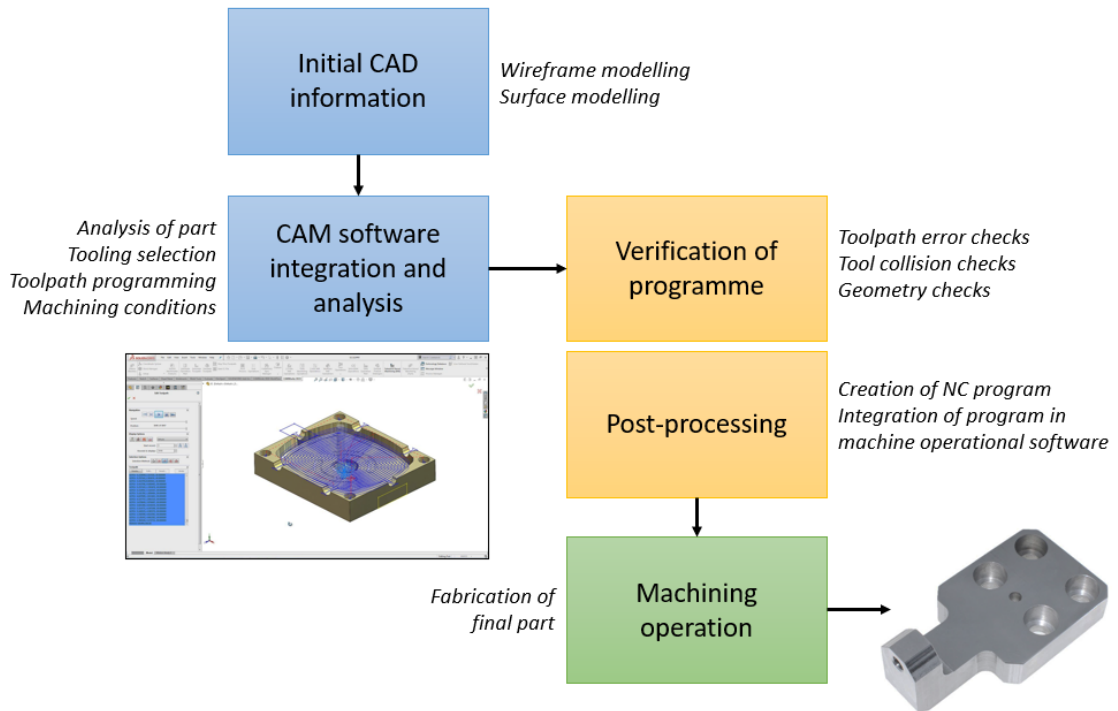 Initial CAD
information
Wireframe modelling
Surface modelling
Analysis of part
Tooling selection
Toolpath programming
Machining conditions
CAM software
integration and
analysis
Verification of
programme
Toolpath error checks
Tool collision checks
Geometry checks
Post-processing
Creation of NC program
Integration of program in
machine operational software
Fabrication of
final part
Machining
operation